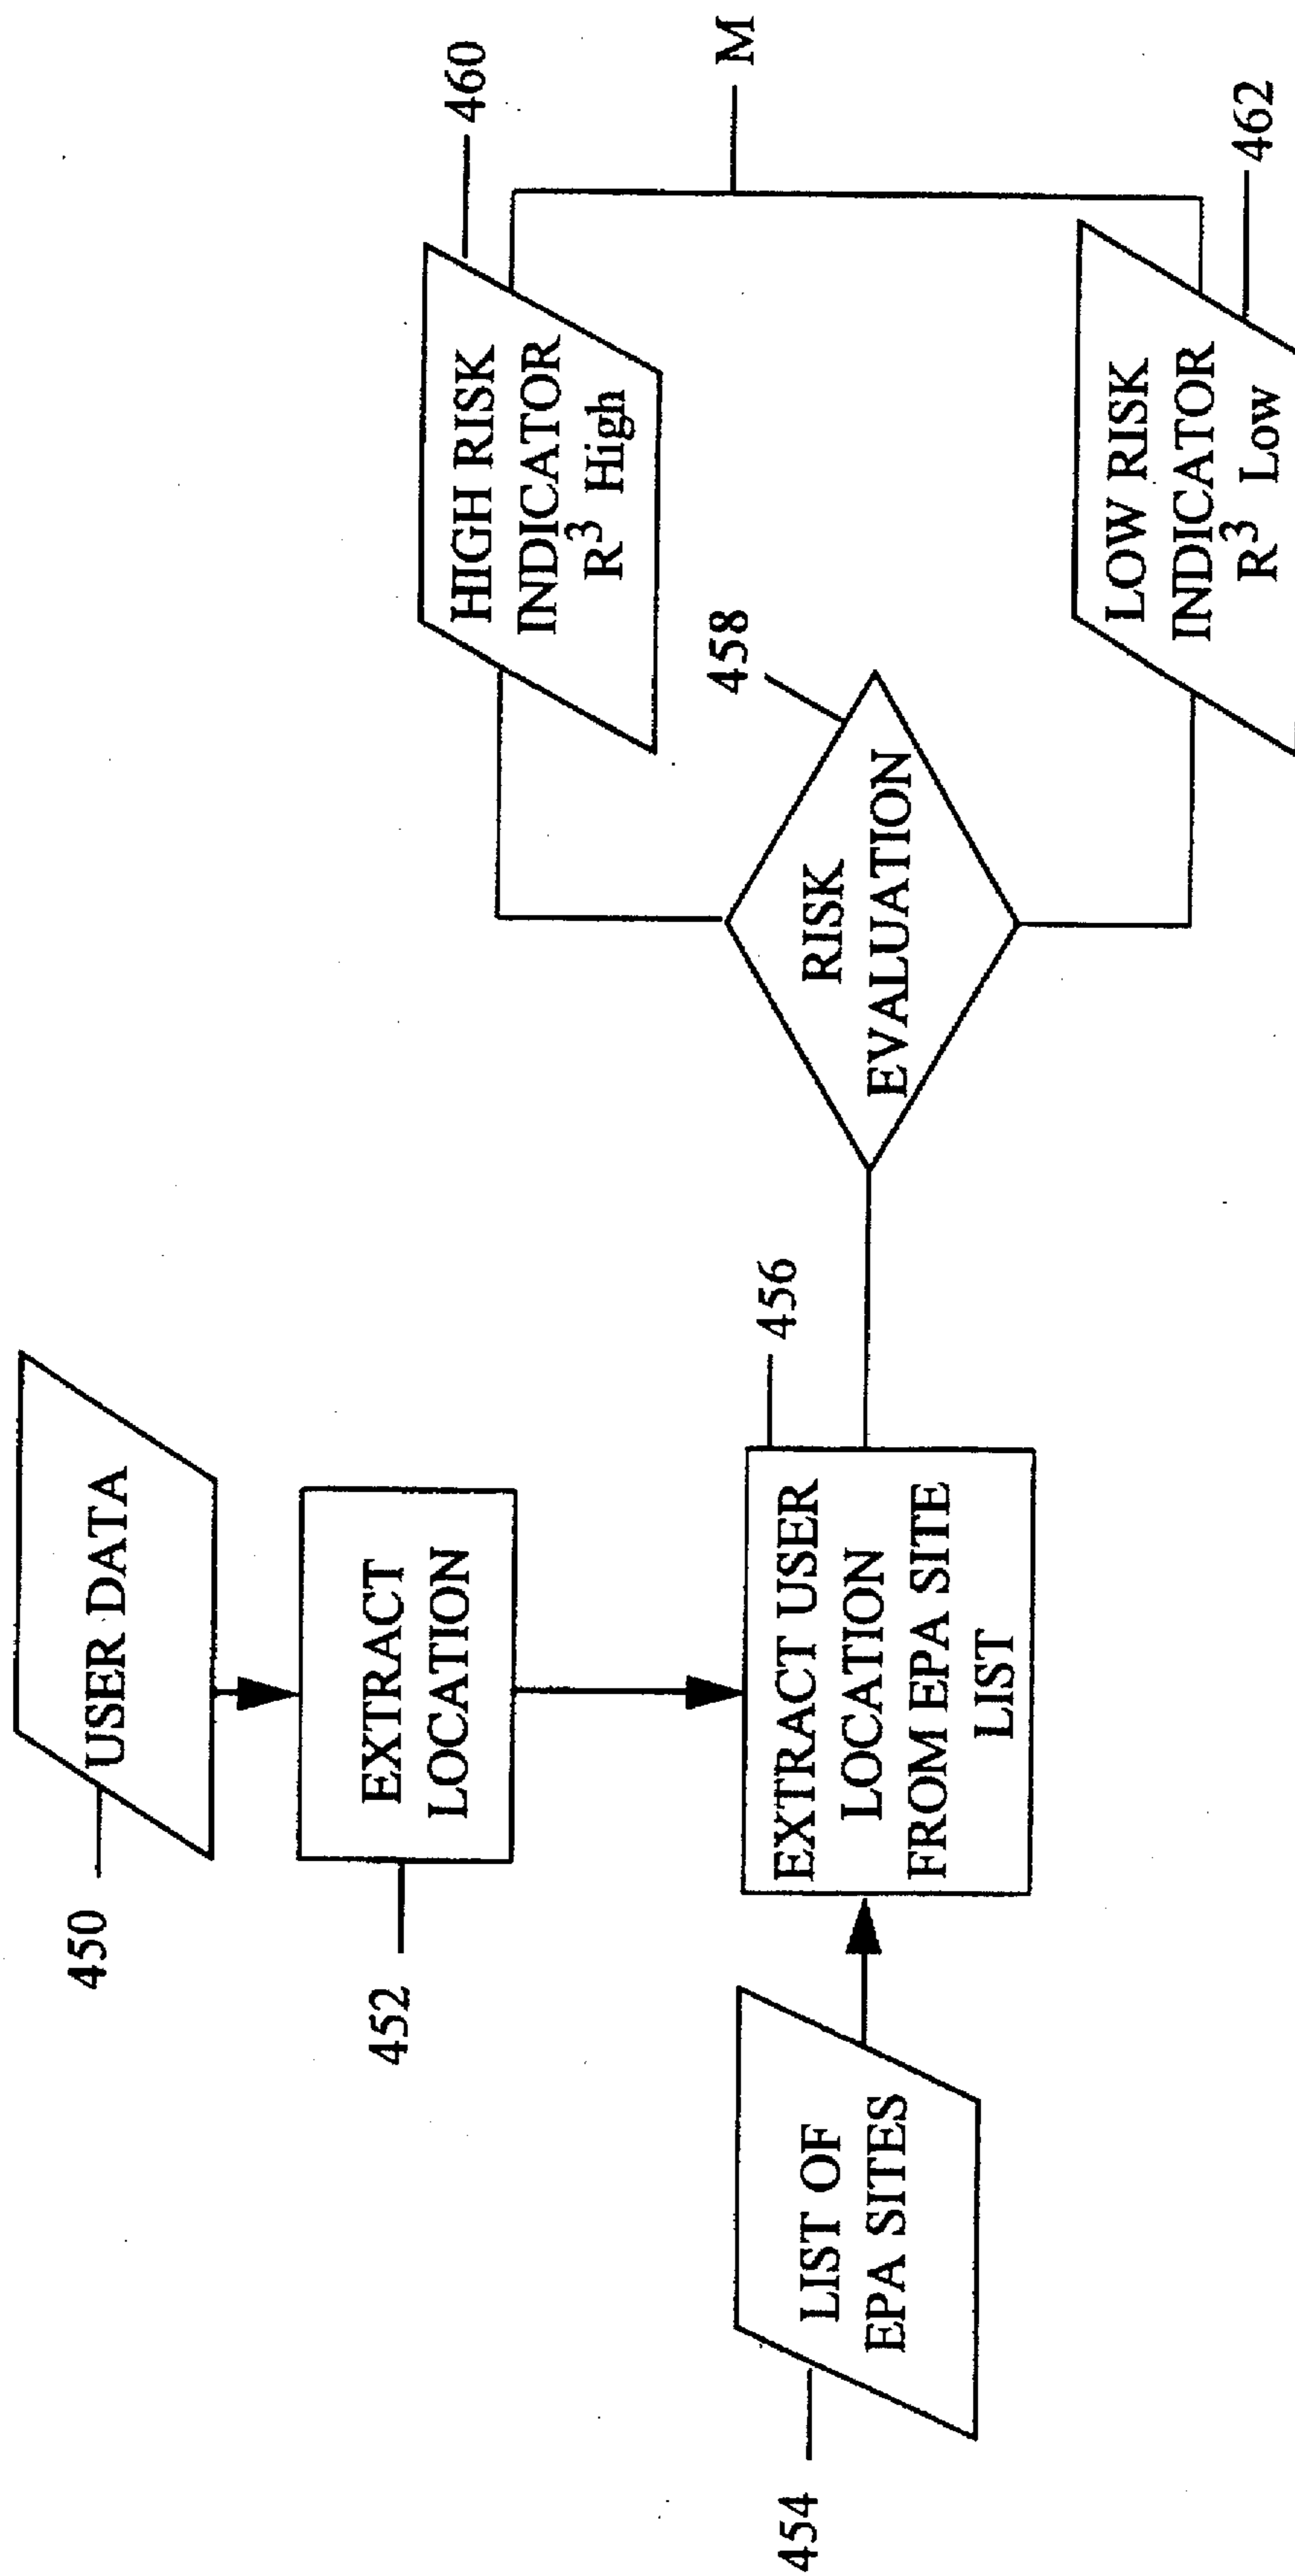 450
USER DATA
452
EXTRACT
LOCATION
454
LIST OF
EPA SITES
456
EXTRACT USER
LOCATION
FROM EPA SITE
LIST
458
RISK
EVALUATION
460
HIGH RISK
INDICATOR
R³ High
M
LOW RISK
INDICATOR
R³ Low
462